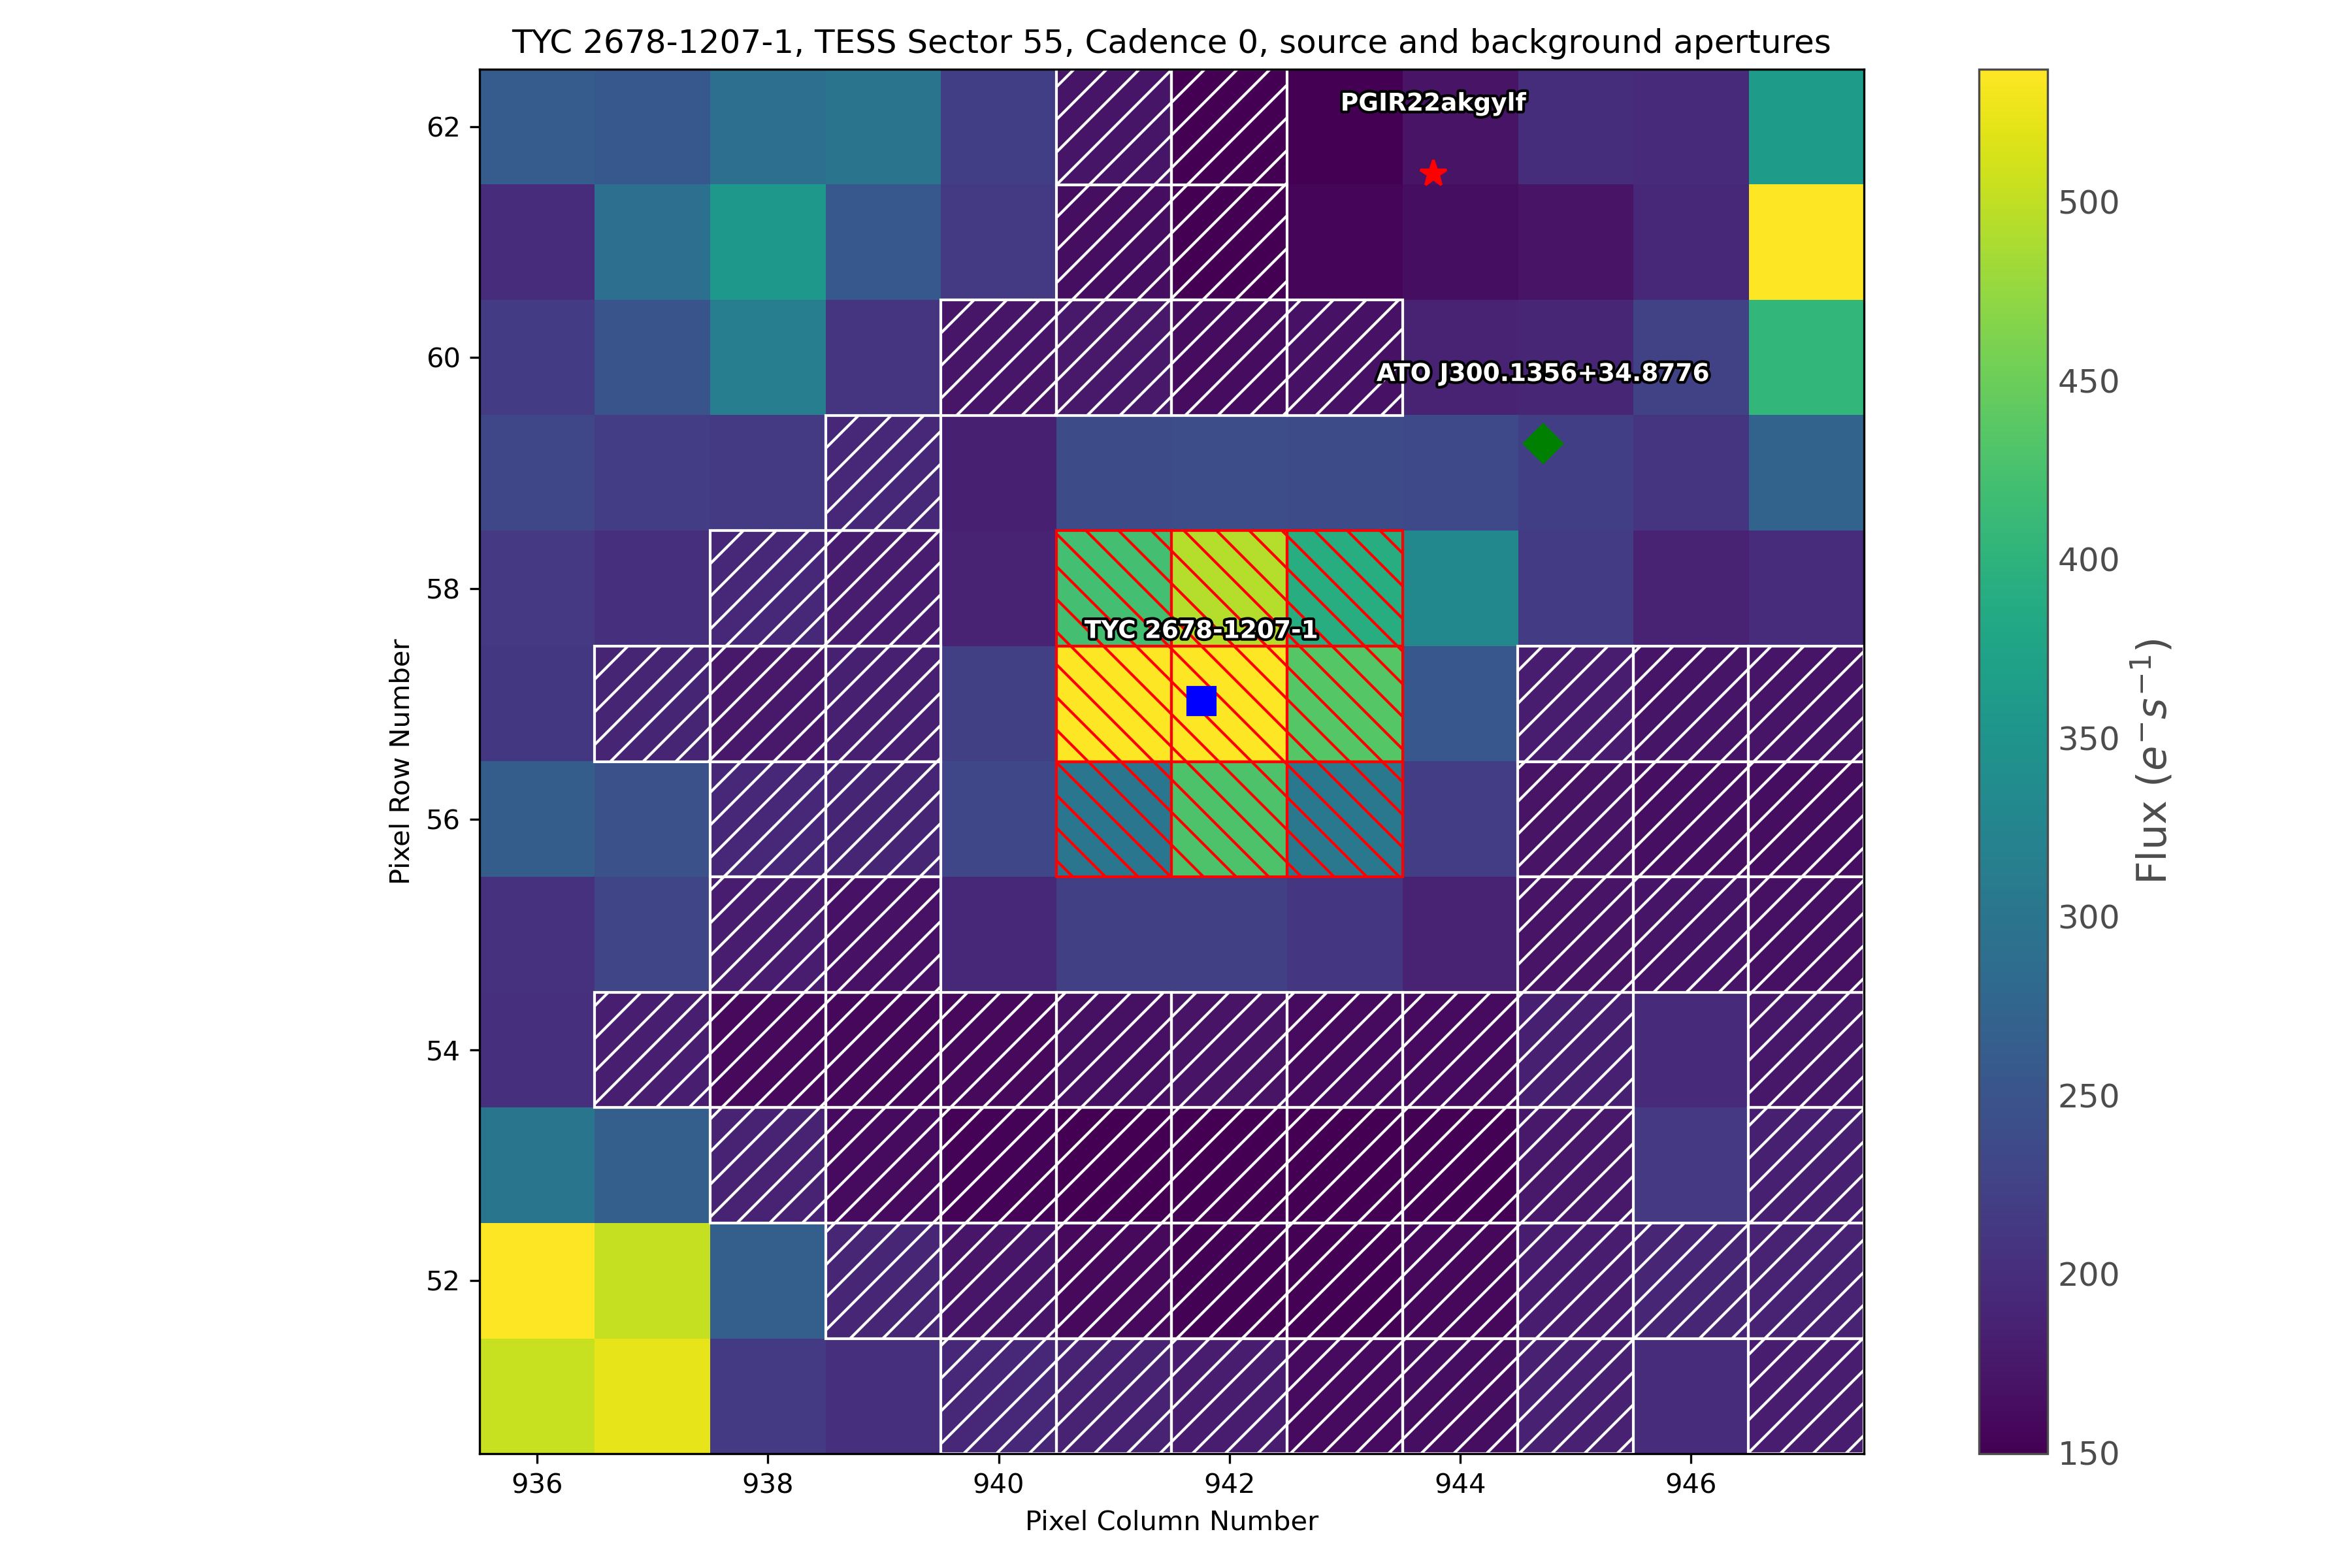 TYC 2678-1207-1, TESS Sector 55, Cadence 0, source and background apertures
PGIR22akgylf
ATO J300.1356+34.8776
TYC 2678-1207-1
Pixel Row Number
62
60
58
56
54
52
936 938 940 942 944 946
Pixel Column Number
500
450
400
350
300
250
200
150
Flux (e⁻s⁻¹)